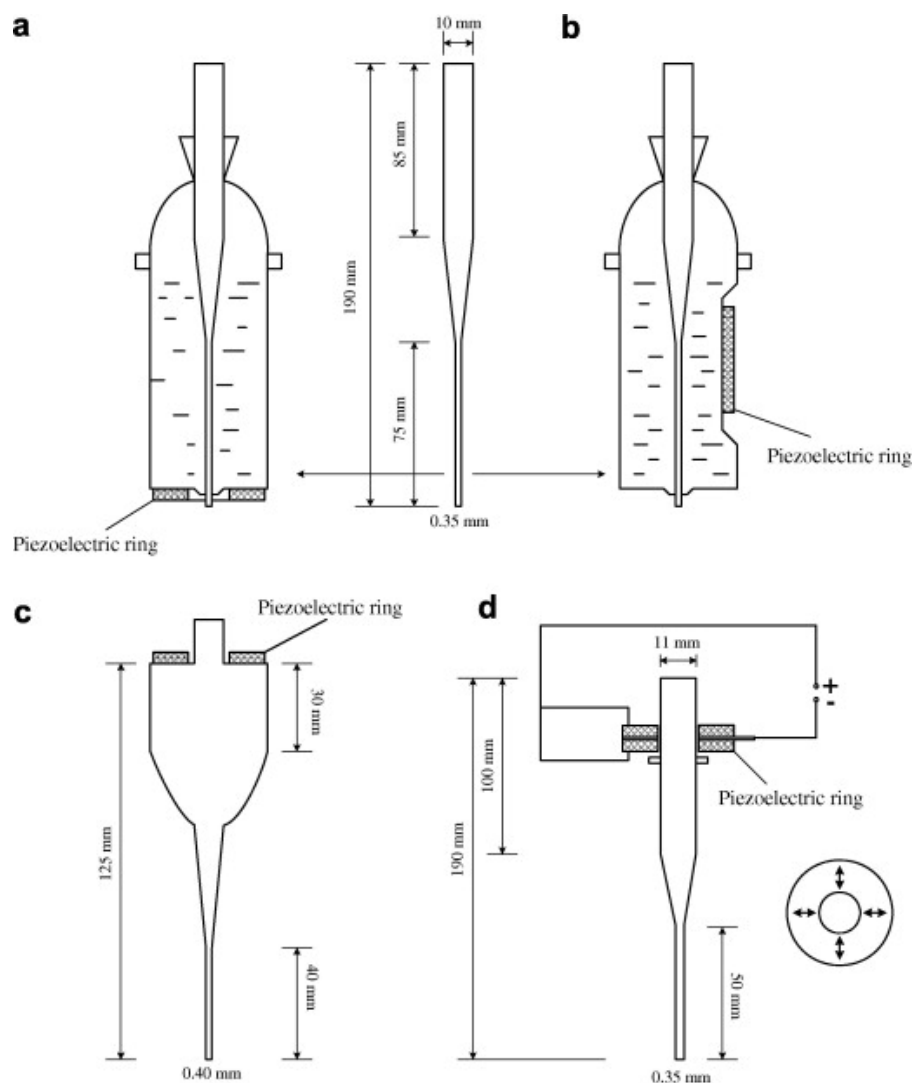 a
10 mm
b
190 mm
85 mm
75 mm
Piezoelectric ring
0.35 mm
Piezoelectric ring
c
Piezoelectric ring
d
11 mm
+
-
30 mm
100 mm
Piezoelectric ring
125 mm
190 mm
40 mm
50 mm
0.40 mm
0.35 mm